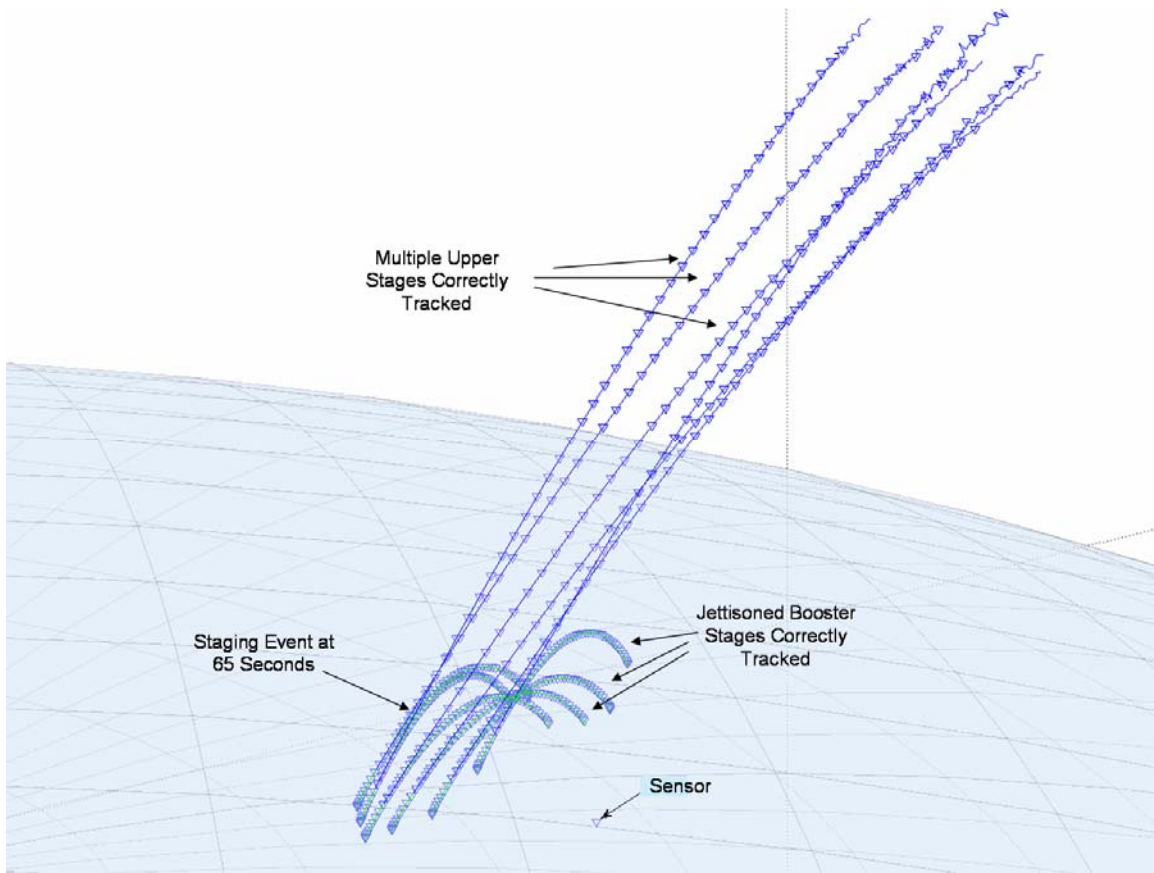 Multiple Upper
Stages Correctly
Tracked
Staging Event at
65 Seconds
Jettisoned Booster
Stages Correctly
Tracked
Sensor